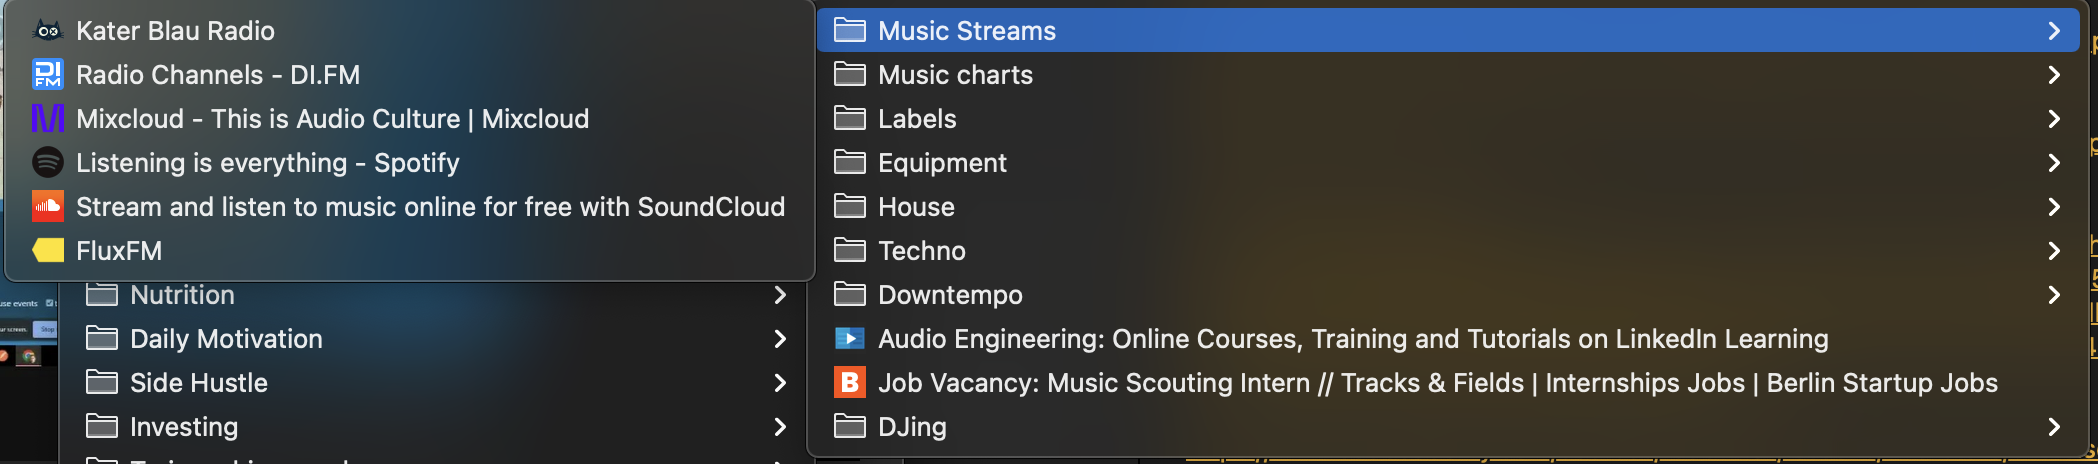 Kater Blau Radio
Radio Channels - DI.FM
Mixcloud - This is Audio Culture | Mixcloud
Listening is everything - Spotify
Stream and listen to music online for free with SoundCloud
FluxFM
Nutrition
Daily Motivation
Side Hustle
Investing
Music Streams
Music charts
Labels
Equipment
House
Techno
Downtempo
Audio Engineering: Online Courses, Training and Tutorials on LinkedIn Learning
B Job Vacancy: Music Scouting Intern // Tracks & Fields | Internships Jobs | Berlin Startup Jobs
DJing